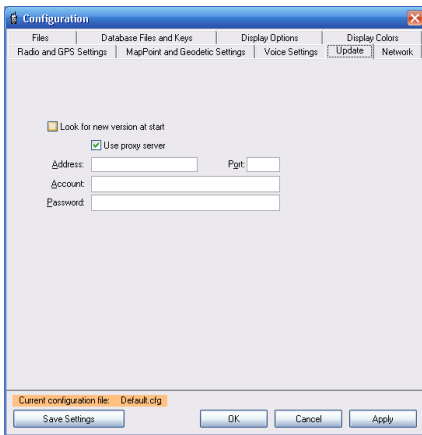 Configuration
Files Database Files and Keys Display Options Display Colors
Radio and GPS Settings MapPoint and Geodetic Settings Voice Settings Update Network
Look for new version at start
Use proxy server
Address: Port:
Account:
Password:
Current configuration file: Default.cfg
Save Settings OK Cancel Apply